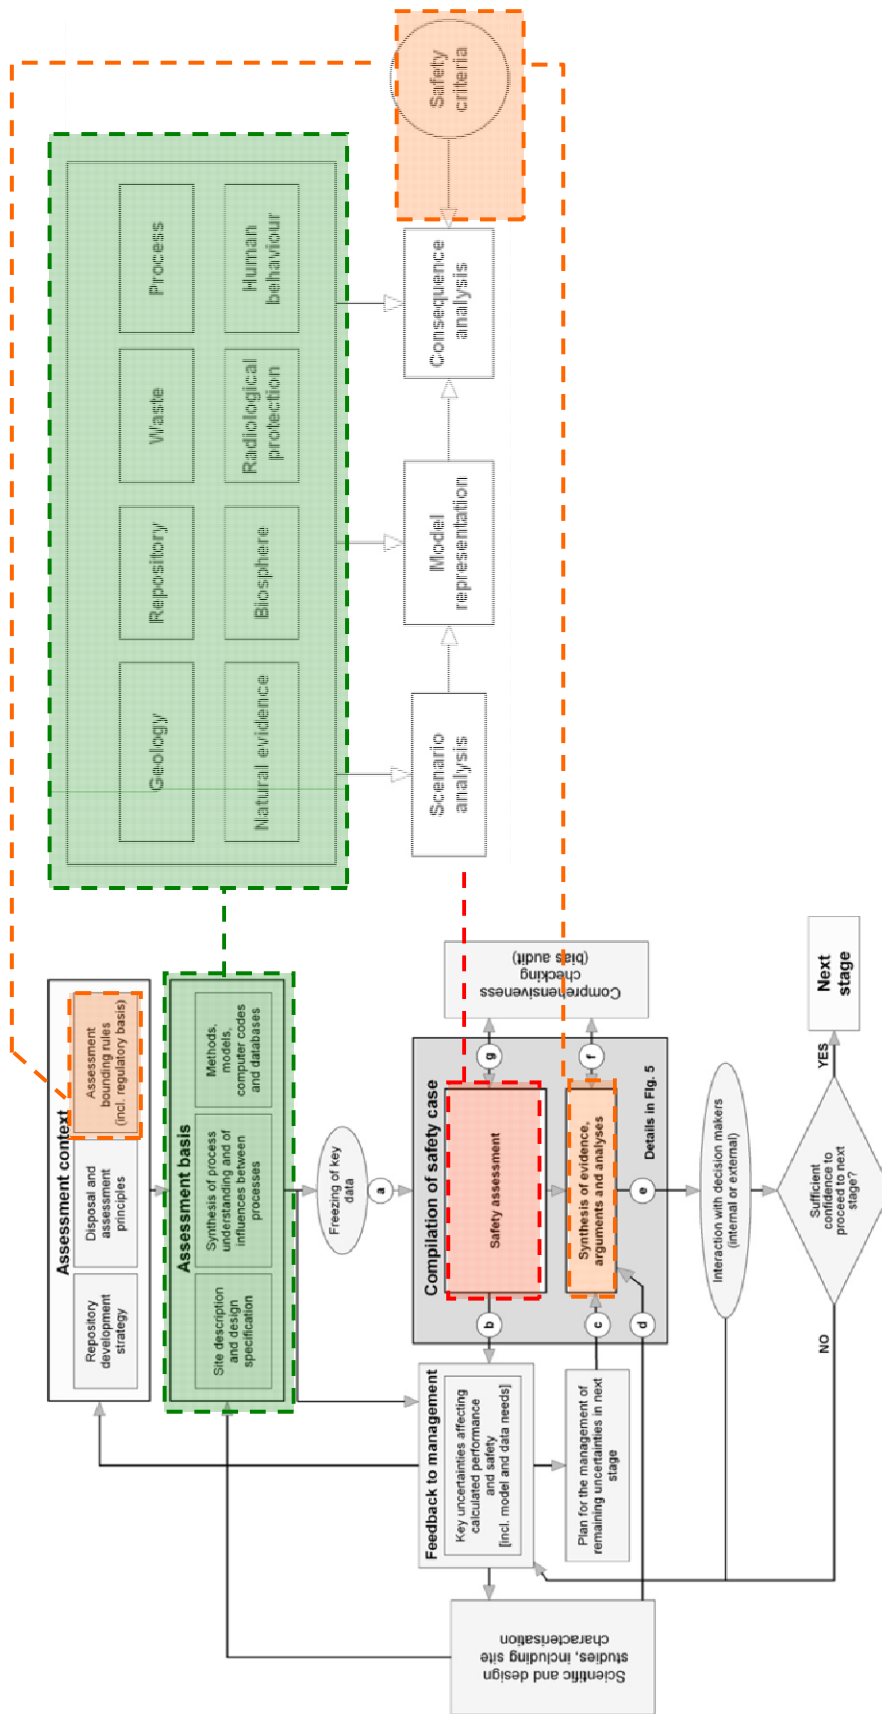 Assessment context
Repository
development
strategy
Disposal and
assessment
principles
Assessment
bounding rules
(incl. regulatory basis)
Assessment basis
Site description
and design
specification
Synthesis of process
understanding and of
influences between
processes
Methods,
models,
computer codes
and databases
Freezing of key
data
a
Compilation of safety case
Safety assessment
Synthesis of evidence,
arguments and analyses
Details in Fig. 5
b
c
d
e
f
g
Comprehensiveness
checking
(bias audit)
Feedback to management
Key uncertainties affecting
calculated performance
and safety
[incl. model and data needs]
Plan for the management of
remaining uncertainties in next
stage
Scientific and design
studies, including site
characterisation
Interaction with decision makers
(internal or external)
Sufficient
confidence to
proceed to next
stage?
NO
YES
Next
stage
Geology
Repository
Waste
Process
Natural evidence
Biosphere
Radiological
protection
Human
behaviour
Scenario
analysis
Model
representation
Consequence
analysis
Safety
criteria